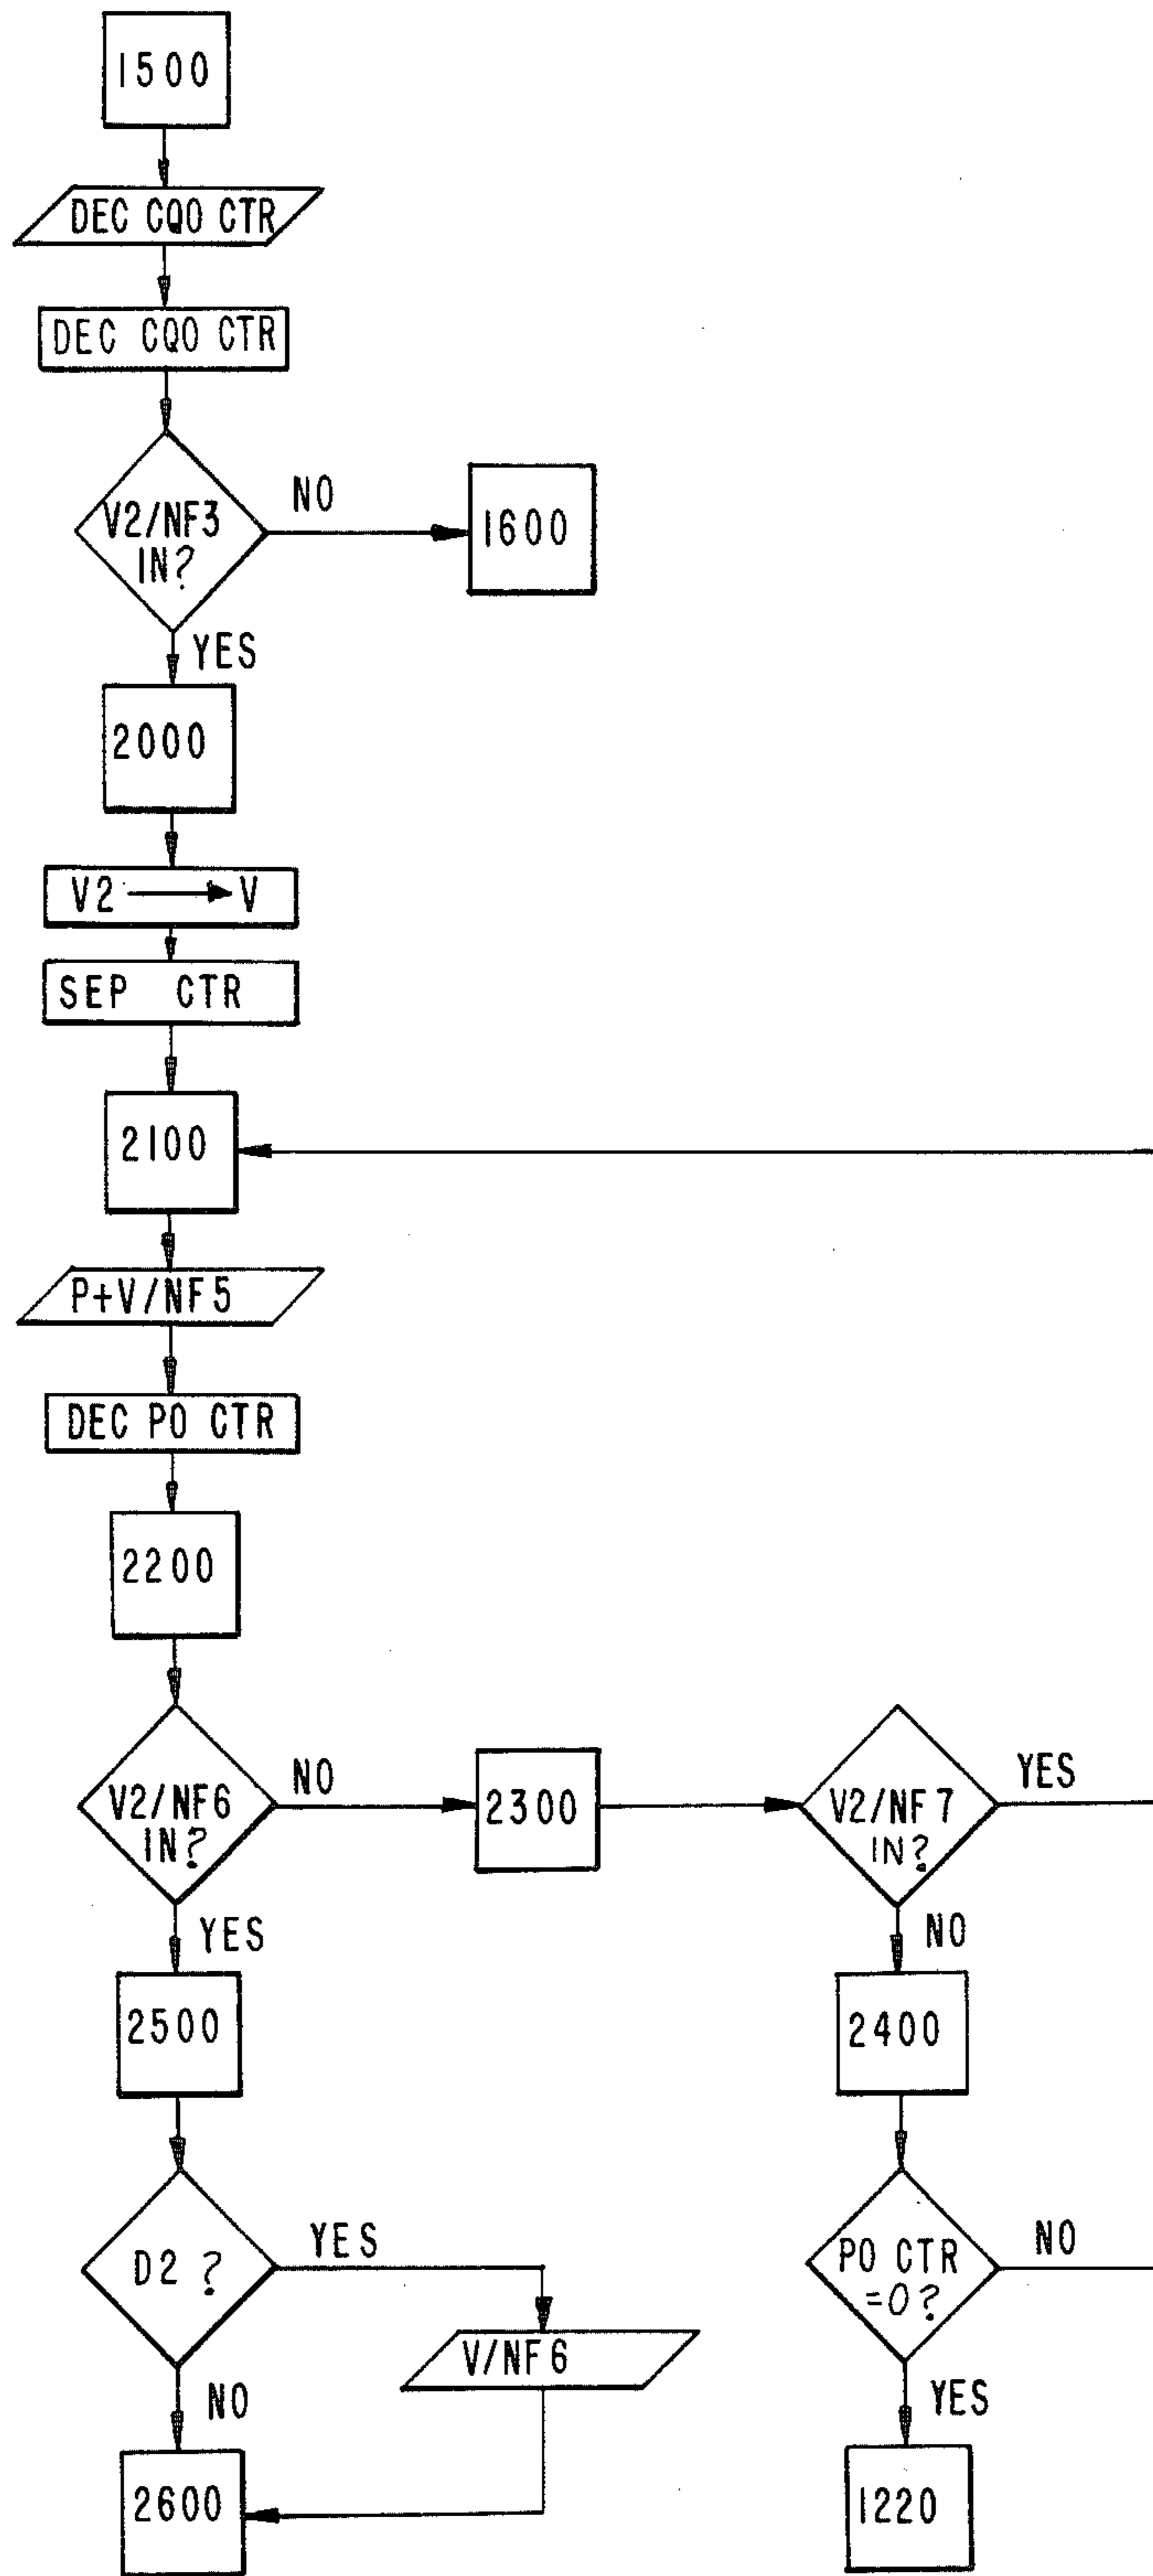 1500
DEC CQ0 CTR
DEC CQ0 CTR
V2/NF3
IN?
NO
1600
YES
2000
V2 → V
SEP CTR
2100
P+V/NF5
DEC P0 CTR
2200
V2/NF6
IN?
NO
2300
V2/NF7
IN?
YES
YES
NO
2500
2400
D2 ?
YES
P0 CTR
=0?
NO
V/NF6
NO
YES
2600
1220